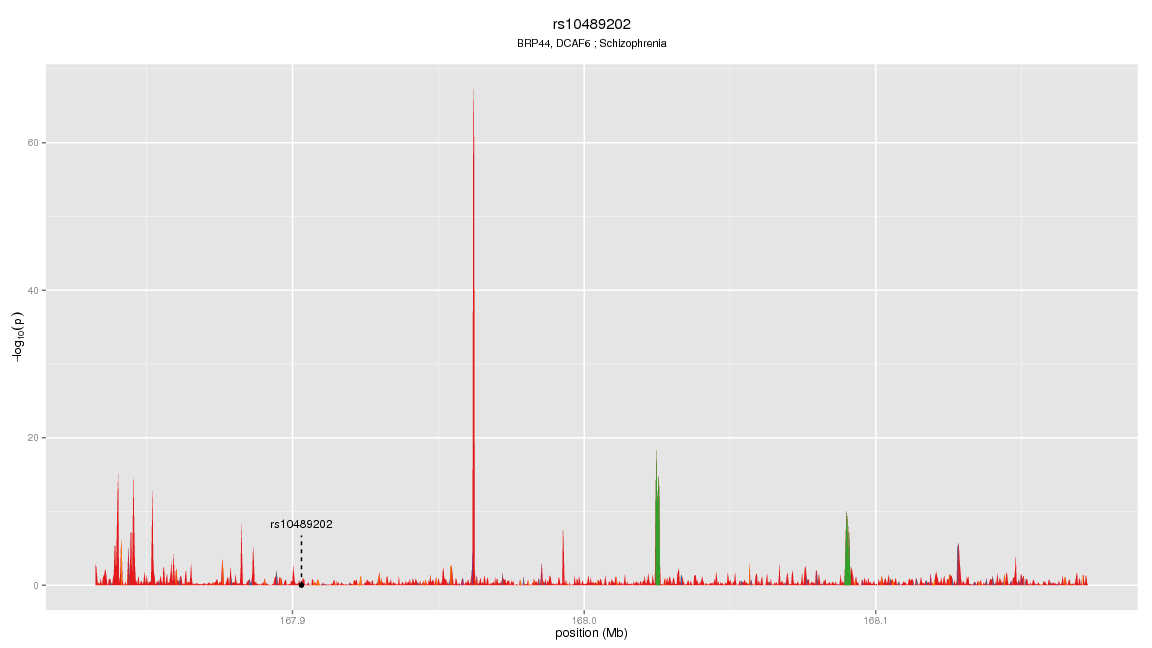 rs10489202
BRP44, DCAF6 ; Schizophrenia
60
40
20
0
−log10(p)
rs10489202
167.9
168.0
168.1
position (Mb)